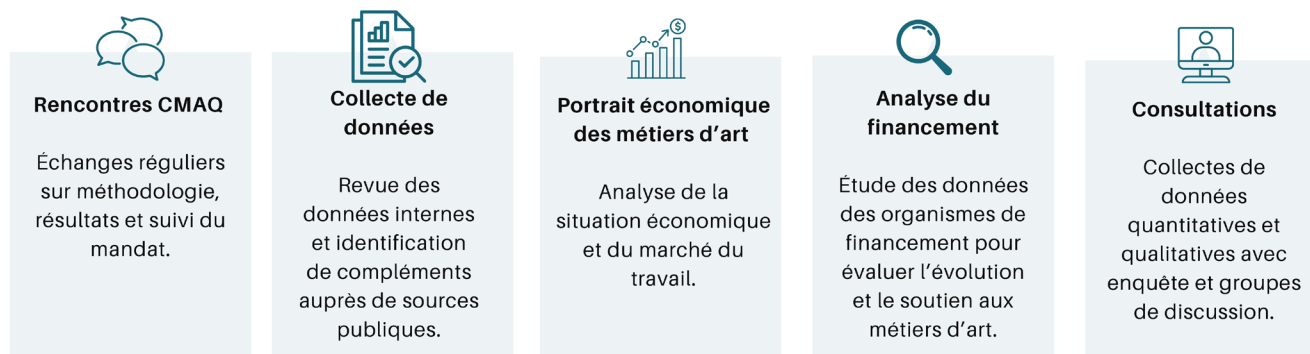 Rencontres CMAQ
Échanges réguliers
sur méthodologie,
résultats et suivi du
mandat.
Collecte de
données
Revue des
données internes
et identification
de compléments
auprès de sources
publiques.
$
Portrait économique
des métiers d'art
Analyse de la
situation économique
et du marché du
travail.
Analyse du
financement
Étude des données
des organismes de
financement pour
évaluer l'évolution
et le soutien aux
métiers d'art.
Consultations
Collectes de
données
quantitatives et
qualitatives avec
enquête et groupes
de discussion.